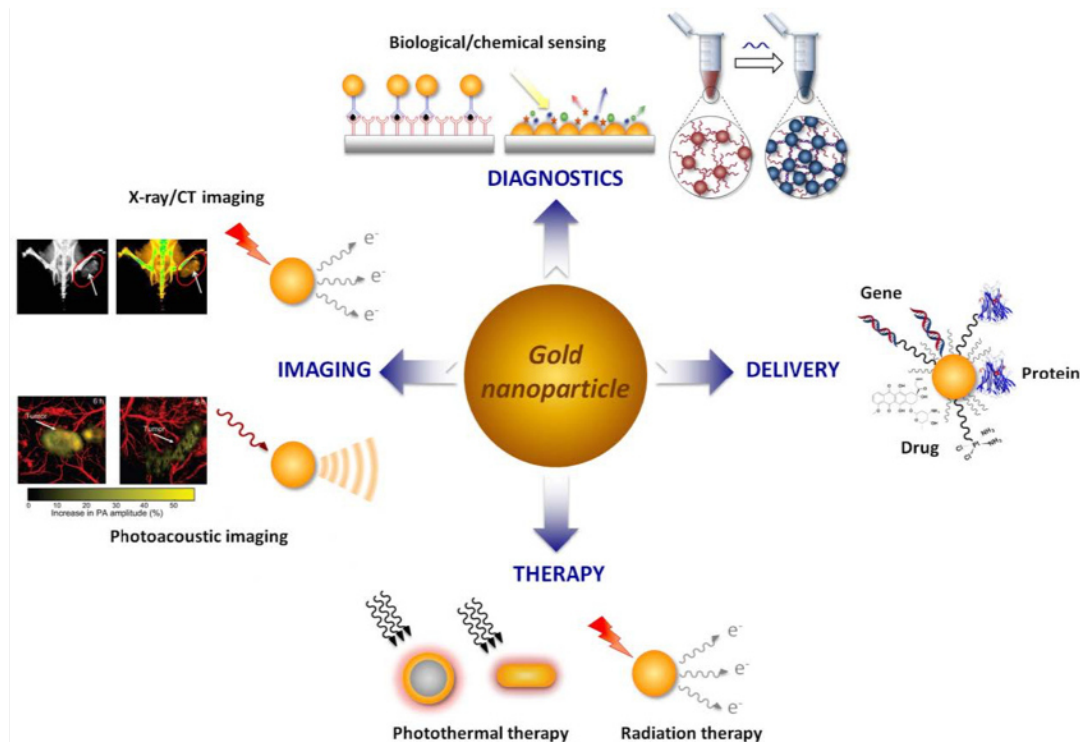 Biological/chemical sensing
DIAGNOSTICS
X-ray/CT imaging
e-
e-
e-
IMAGING
Gold
nanoparticle
DELIVERY
Gene
Protein
Drug
Tumor
6 h
Tumor
0
10
20
30
40
50
Increase in PA amplitude (%)
Photoacoustic imaging
THERAPY
e-
e-
e-
Photothermal therapy
Radiation therapy